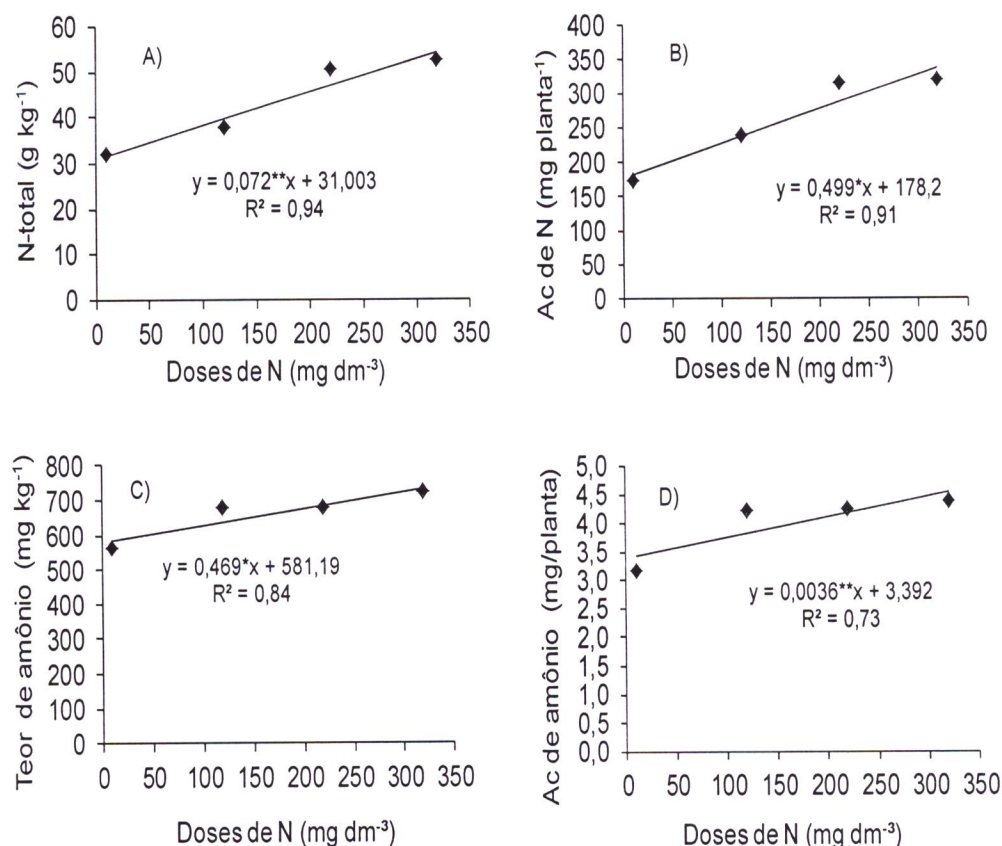 A)
N-total (g kg⁻¹)
60
50
40
30
20
10
0
y = 0,072**x + 31,003
R² = 0,94
0 50 100 150 200 250 300 350
Doses de N (mg dm⁻³)
B)
Ac de N (mg planta⁻¹)
400
350
300
250
200
150
100
50
0
y = 0,499*x + 178,2
R² = 0,91
0 50 100 150 200 250 300 350
Doses de N (mg dm⁻³)
C)
Teor de amônio (mg kg⁻¹)
800
700
600
500
400
300
200
100
0
y = 0,469*x + 581,19
R² = 0,84
0 50 100 150 200 250 300 350
Doses de N (mg dm⁻³)
D)
Ac de amônio (mg/planta)
5,0
4,5
4,0
3,5
3,0
2,5
2,0
1,5
1,0
0,5
0,0
y = 0,0036**x + 3,392
R² = 0,73
0 50 100 150 200 250 300 350
Doses de N (mg dm⁻³)